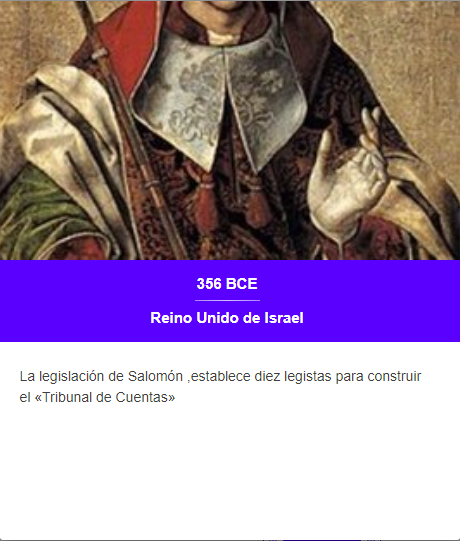 356 BCE
Reino Unido de Israel
La legislación de Salomón ,establece diez legistas para construir
el «Tribunal de Cuentas»